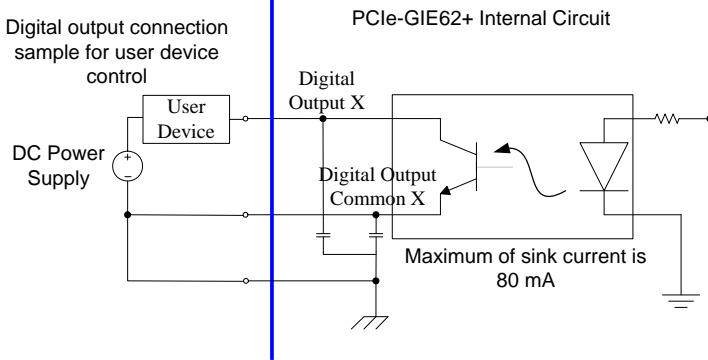 Digital output connection
sample for user device
control
PCIe-GIE62+ Internal Circuit
Digital
Output X
User
Device
DC Power
Supply
+
−
Digital Output
Common X
Maximum of sink current is
80 mA